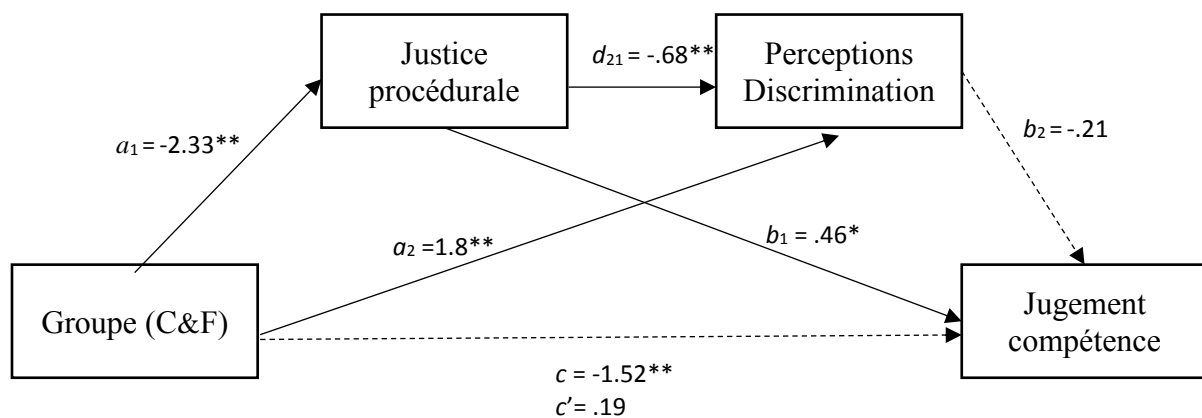 Justice
procédurale
d21 = -.68**
Perceptions
Discrimination
a1 = -2.33**
b2 = -.21
a2 =1.8**
b1 = .46*
Groupe (C&F)
Jugement
compétence
c = -1.52**
c’= .19